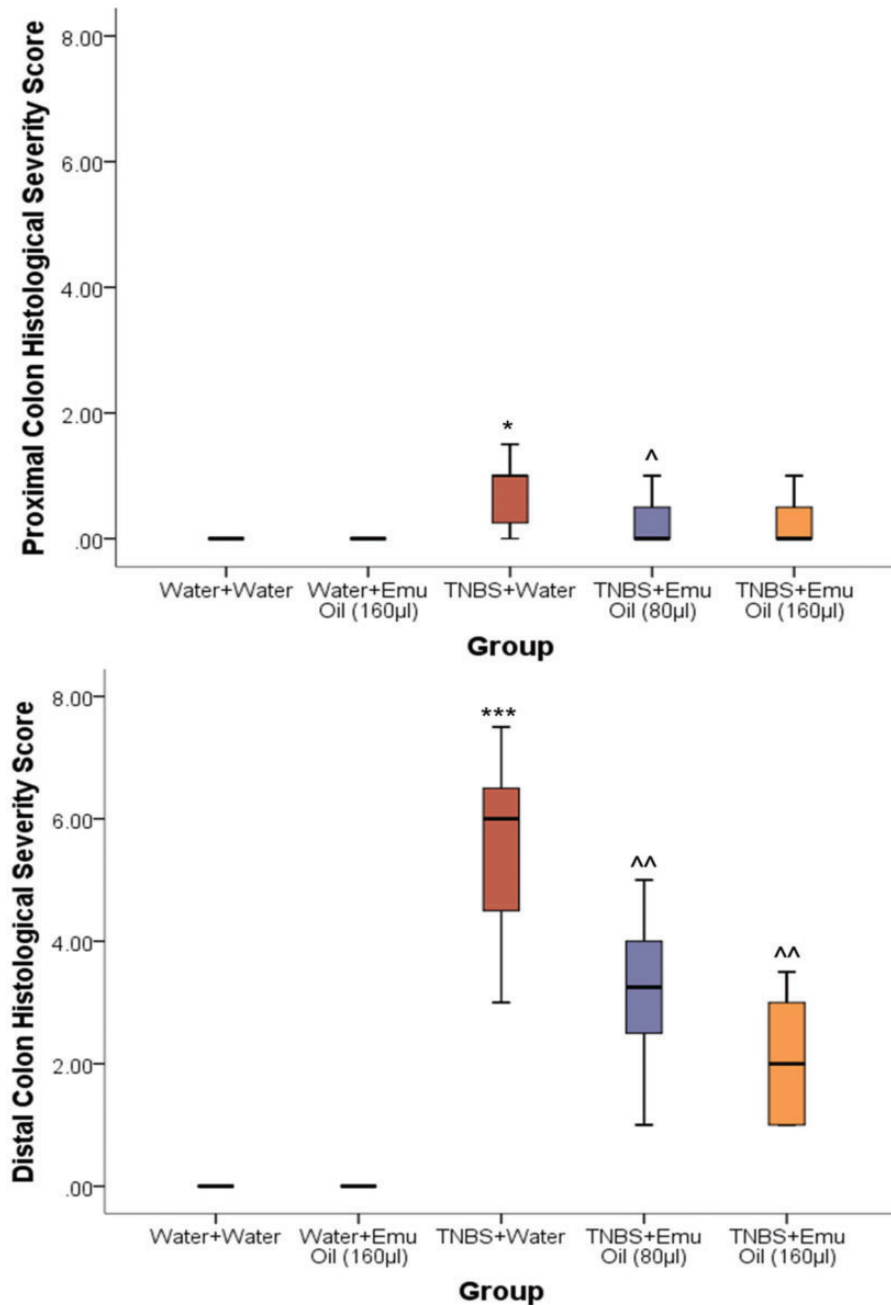 Proximal Colon Histological Severity Score
8.00
6.00
4.00
2.00
.00
*
^
Water+Water
Water+Emu
Oil (160µl)
TNBS+Water
TNBS+Emu
Oil (80µl)
TNBS+Emu
Oil (160µl)
Group
Distal Colon Histological Severity Score
8.00
6.00
4.00
2.00
.00
***
^^
^^
Water+Water
Water+Emu
Oil (160µl)
TNBS+Water
TNBS+Emu
Oil (80µl)
TNBS+Emu
Oil (160µl)
Group